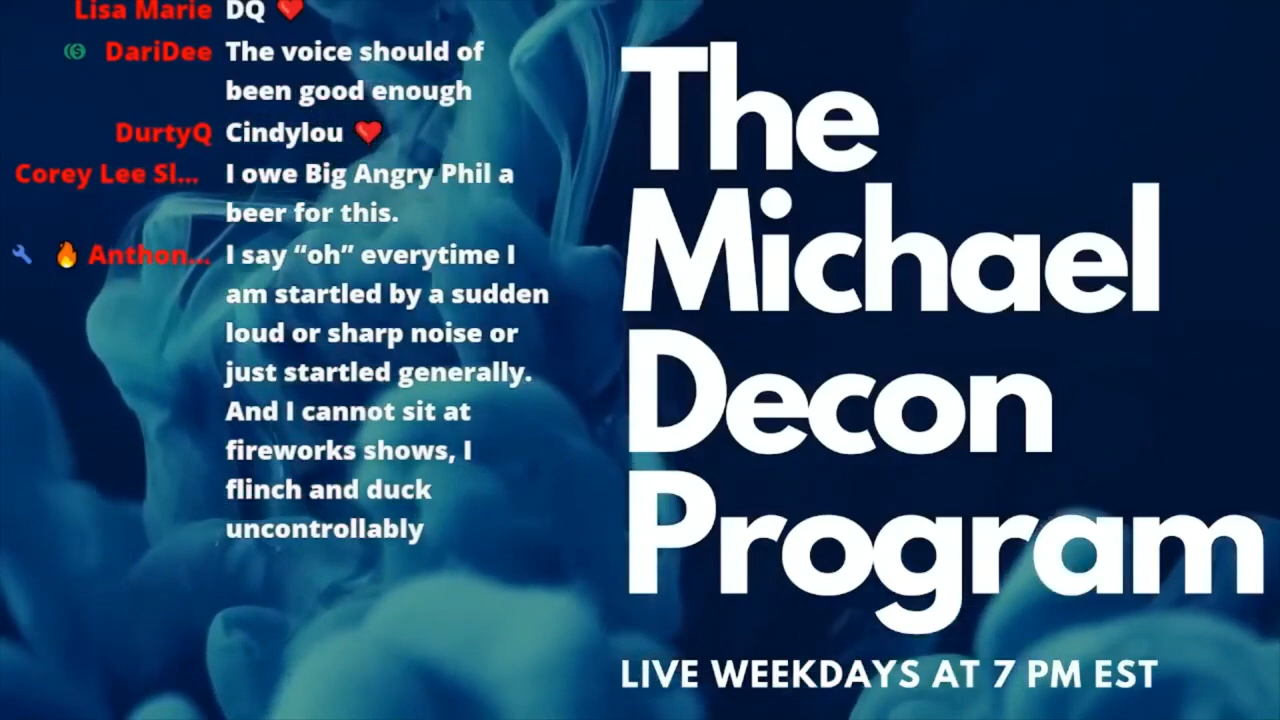 Lisa Marie DQ ❤️
DariDee The voice should of
been good enough
DurtyQ Cindylou ❤️
Corey Lee Sl... I owe Big Angry Phil a
beer for this.
🔥 Anthon... I say “oh” everytime I
am startled by a sudden
loud or sharp noise or
just startled generally.
And I cannot sit at
fireworks shows, I
flinch and duck
uncontrollably
The
Michael
Decon
Program
LIVE WEEKDAYS AT 7 PM EST